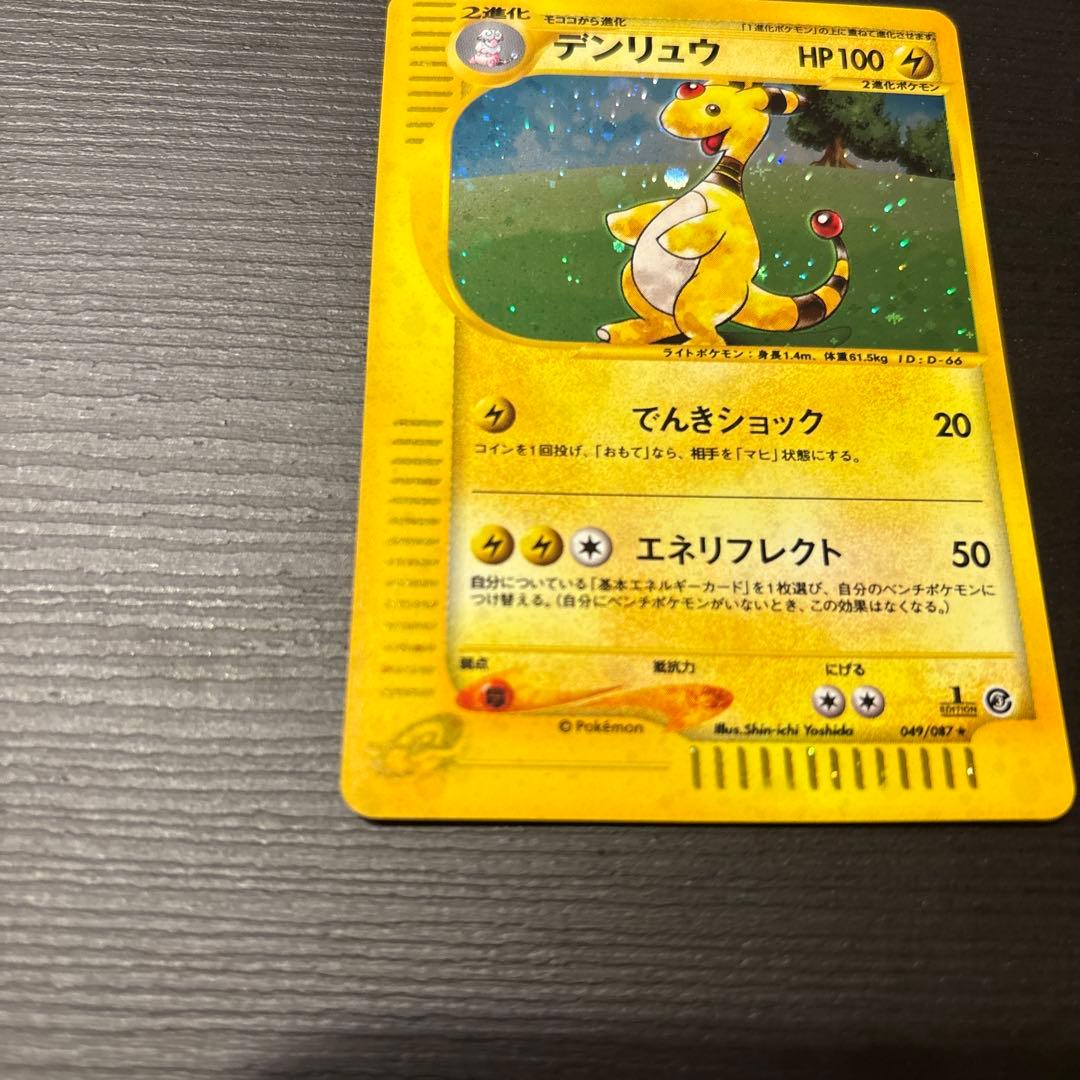 2進化 モココから進化 「1進化ポケモン」の上に重ねて進化させます。
デンリュウ HP100
2進化ポケモン
ライトポケモン：身長1.4m、体重61.5kg ID:D-66
でんきショック 20
コインを1回投げ、「おもて」なら、相手を「マヒ」状態にする。
エネリフレクト 50
自分についている「基本エネルギーカード」を1枚選び、自分のベンチポケモンに
つけ替える。（自分にベンチポケモンがいないとき、この効果はなくなる。）
弱点 抵抗力 にげる
1 EDITION
© Pokémon Illus. Shin-ichi Yoshida 049/087 ★